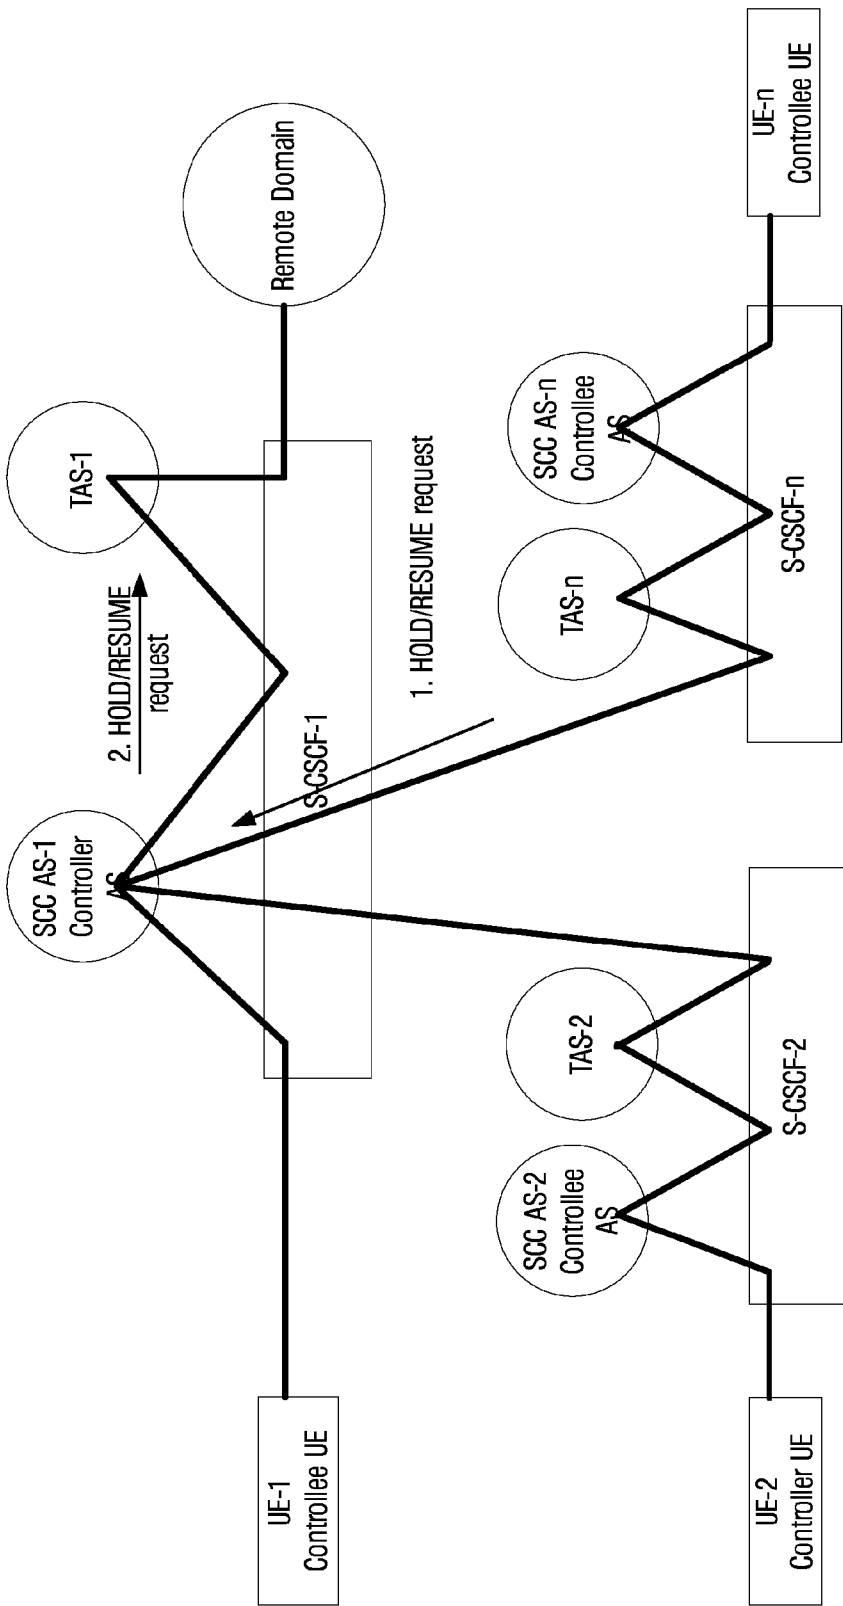 SCC AS-1
Controller
AS
2. HOLD/RESUME
request
TAS-1
Remote Domain
S-CSCF-1
UE-1
Controllee UE
1. HOLD/RESUME request
SCC AS-2
Controllee
AS
TAS-2
S-CSCF-2
UE-2
Controller UE
TAS-n
SCC AS-n
Controllee
AS
S-CSCF-n
UE-n
Controllee UE